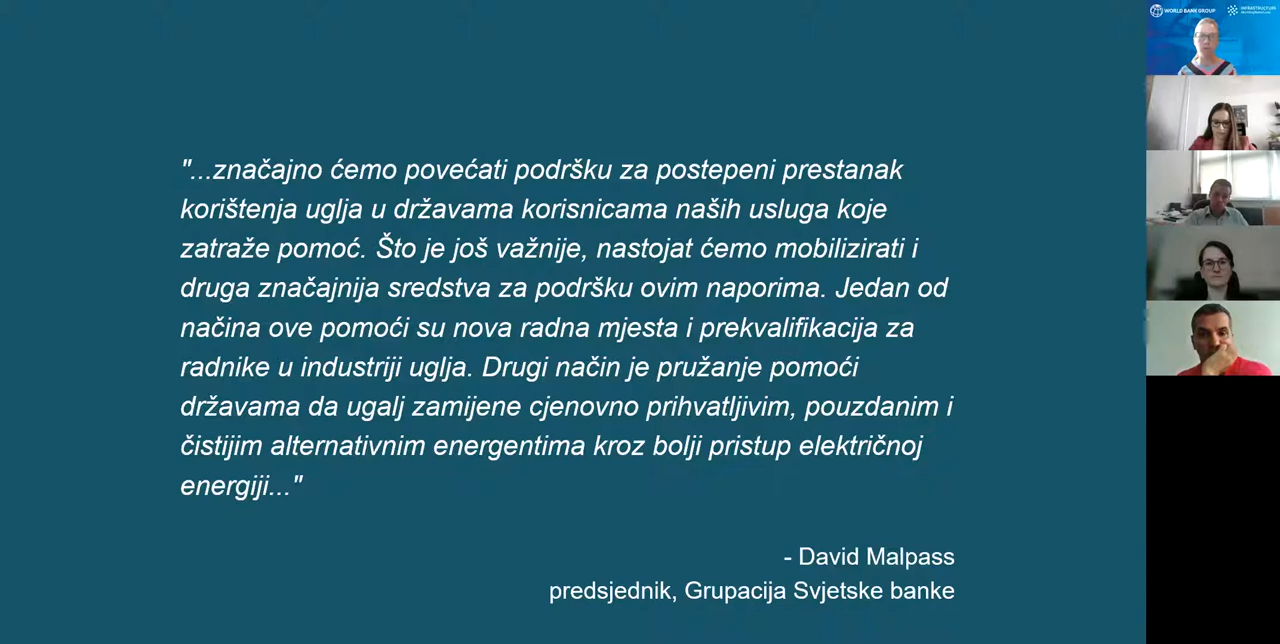 "...značajno ćemo povećati podršku za postepeni prestanak
korištenja uglja u državama korisnicama naših usluga koje
zatraže pomoć. Što je još važnije, nastojat ćemo mobilizirati i
druga značajnija sredstva za podršku ovim naporima. Jedan od
načina ove pomoći su nova radna mjesta i prekvalifikacija za
radnike u industriji uglja. Drugi način je pružanje pomoći
državama da ugalj zamijene cjenovno prihvatljivim, pouzdanim i
čistijim alternativnim energentima kroz bolji pristup električnoj
energiji..."
- David Malpass
predsjednik, Grupacija Svjetske banke
WORLD BANK GROUP